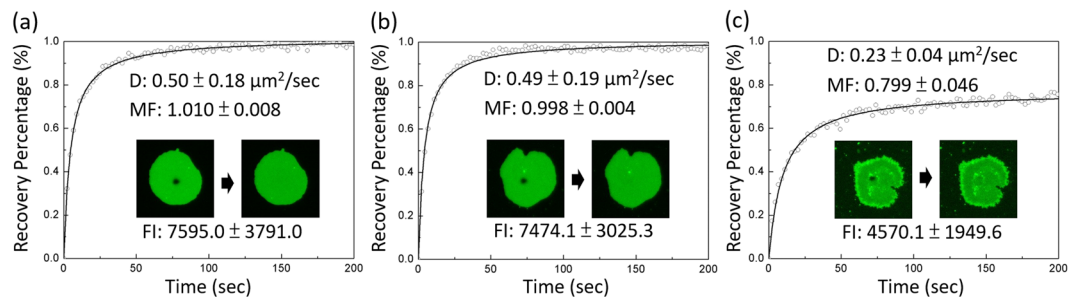 (a)
Recovery Percentage (%)
1.0
0.8
0.6
0.4
0.2
0.0
D: 0.50 ± 0.18 µm²/sec
MF: 1.010 ± 0.008
FI: 7595.0 ± 3791.0
0 50 100 150 200
Time (sec)
(b)
Recovery Percentage (%)
1.0
0.8
0.6
0.4
0.2
0.0
D: 0.49 ± 0.19 µm²/sec
MF: 0.998 ± 0.004
FI: 7474.1 ± 3025.3
0 50 100 150 200
Time (sec)
(c)
Recovery Percentage (%)
1.0
0.8
0.6
0.4
0.2
0.0
D: 0.23 ± 0.04 µm²/sec
MF: 0.799 ± 0.046
FI: 4570.1 ± 1949.6
0 50 100 150 200
Time (sec)